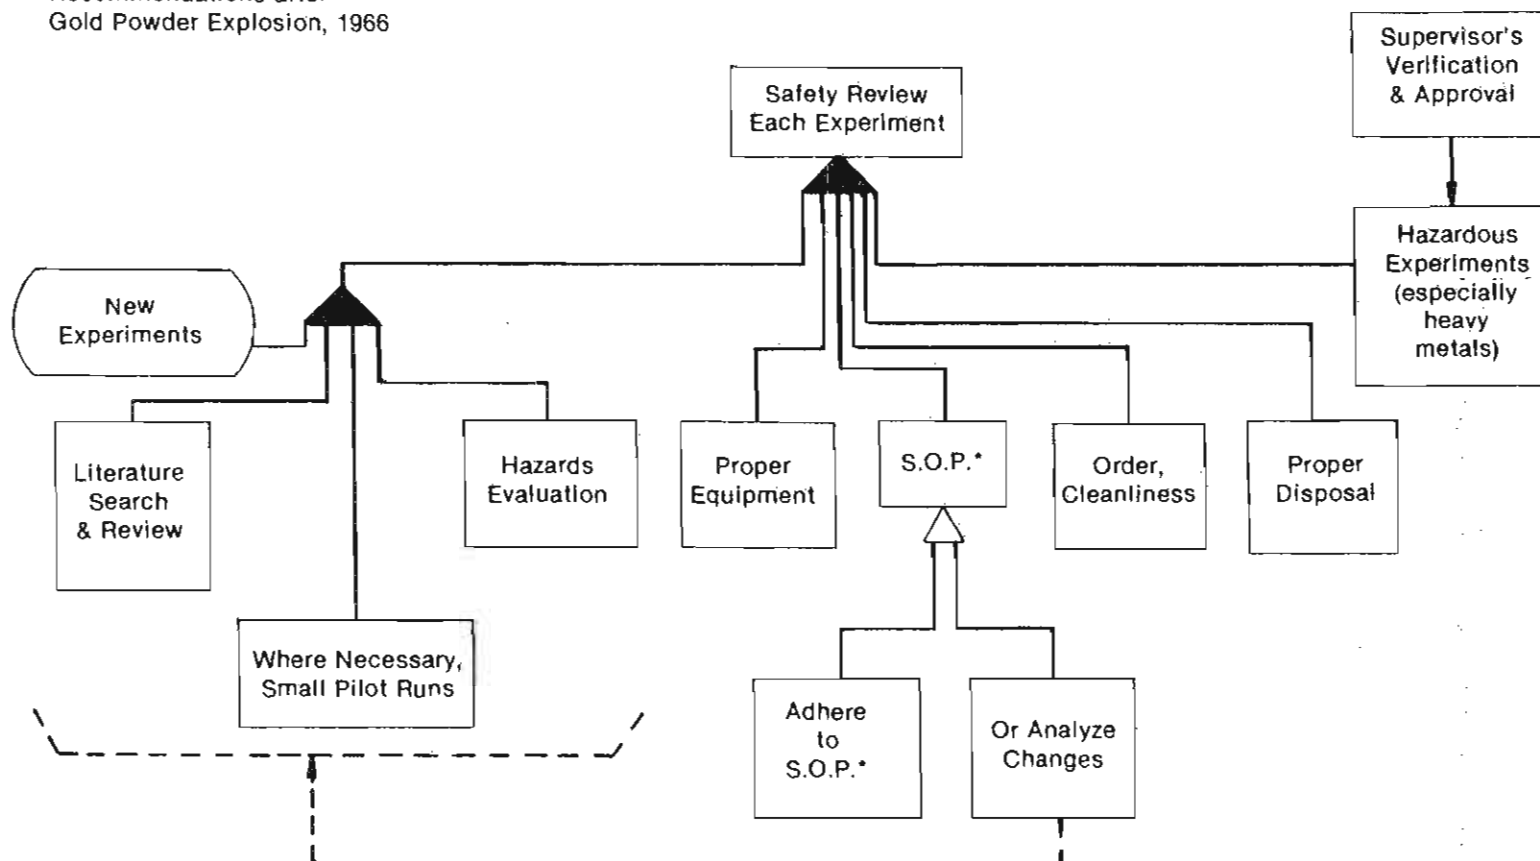 Gold Powder Explosion, 1966
Supervisor's
Verification
& Approval
Safety Review
Each Experiment
Hazardous
Experiments
(especially
heavy
metals)
New
Experiments
Literature
Search
& Review
Hazards
Evaluation
Proper
Equipment
S.O.P.*
Order,
Cleanliness
Proper
Disposal
Where Necessary,
Small Pilot Runs
Adhere
to
S.O.P.*
Or Analyze
Changes